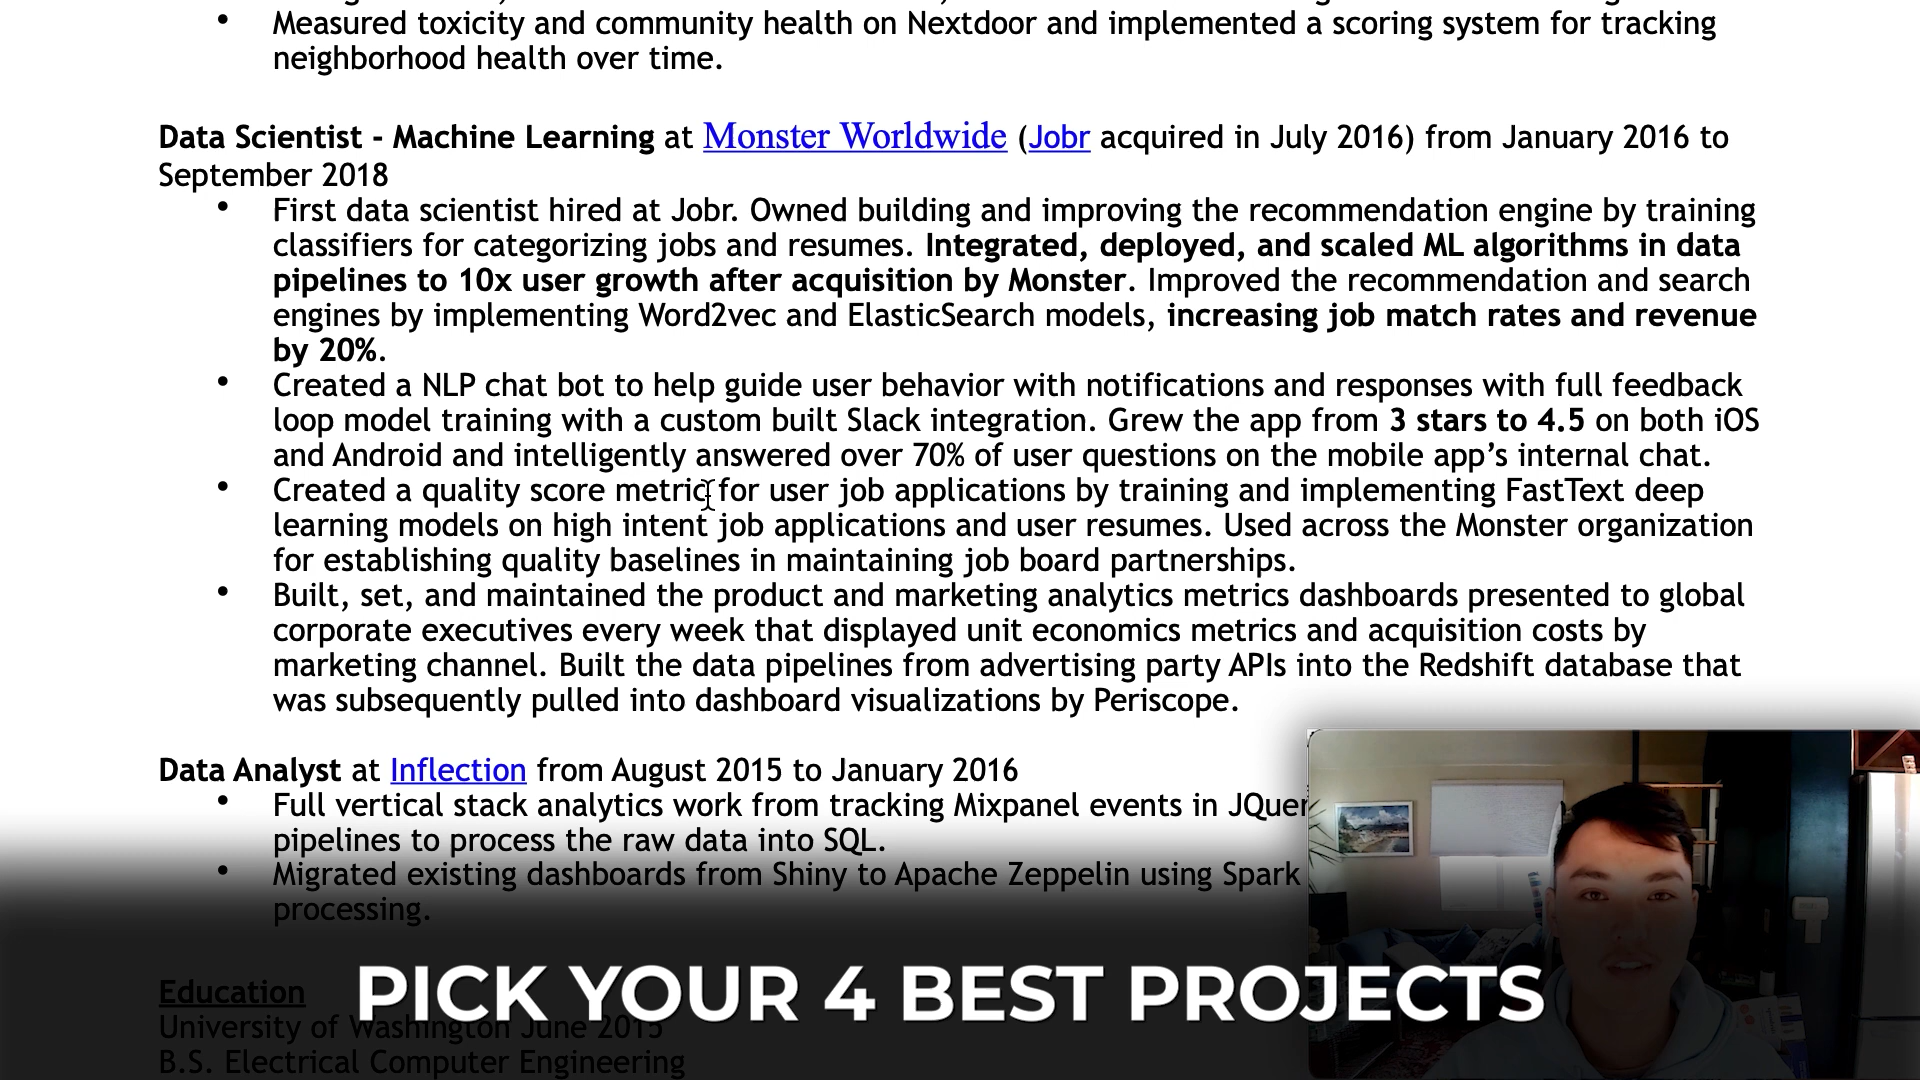 Measured toxicity and community health on Nextdoor and implemented a scoring system for tracking
neighborhood health over time.
Data Scientist - Machine Learning at Monster Worldwide (Jobr acquired in July 2016) from January 2016 to
September 2018
First data scientist hired at Jobr. Owned building and improving the recommendation engine by training
classifiers for categorizing jobs and resumes. Integrated, deployed, and scaled ML algorithms in data
pipelines to 10x user growth after acquisition by Monster. Improved the recommendation and search
engines by implementing Word2vec and ElasticSearch models, increasing job match rates and revenue
by 20%.
Created a NLP chat bot to help guide user behavior with notifications and responses with full feedback
loop model training with a custom built Slack integration. Grew the app from 3 stars to 4.5 on both iOS
and Android and intelligently answered over 70% of user questions on the mobile app’s internal chat.
Created a quality score metric for user job applications by training and implementing FastText deep
learning models on high intent job applications and user resumes. Used across the Monster organization
for establishing quality baselines in maintaining job board partnerships.
Built, set, and maintained the product and marketing analytics metrics dashboards presented to global
corporate executives every week that displayed unit economics metrics and acquisition costs by
marketing channel. Built the data pipelines from advertising party APIs into the Redshift database that
was subsequently pulled into dashboard visualizations by Periscope.
Data Analyst at Inflection from August 2015 to January 2016
Full vertical stack analytics work from tracking Mixpanel events in
pipelines to process the raw data into SQL.
Migrated existing dashboards from Shiny to Apache Zeppelin using Spark
processing.
Education
PICK YOUR 4 BEST PROJECTS
University of Washington June 2015
B.S. Electrical Computer Engineering